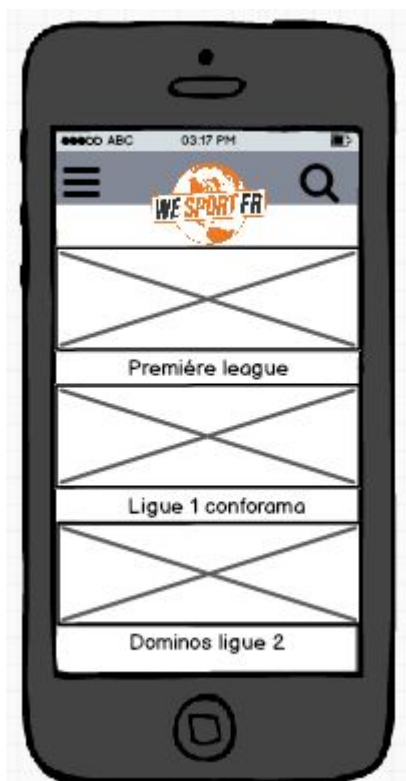 ABC 03:17 PM
WE SPORT FR
Premiére league
Ligue 1 conforama
Dominos ligue 2